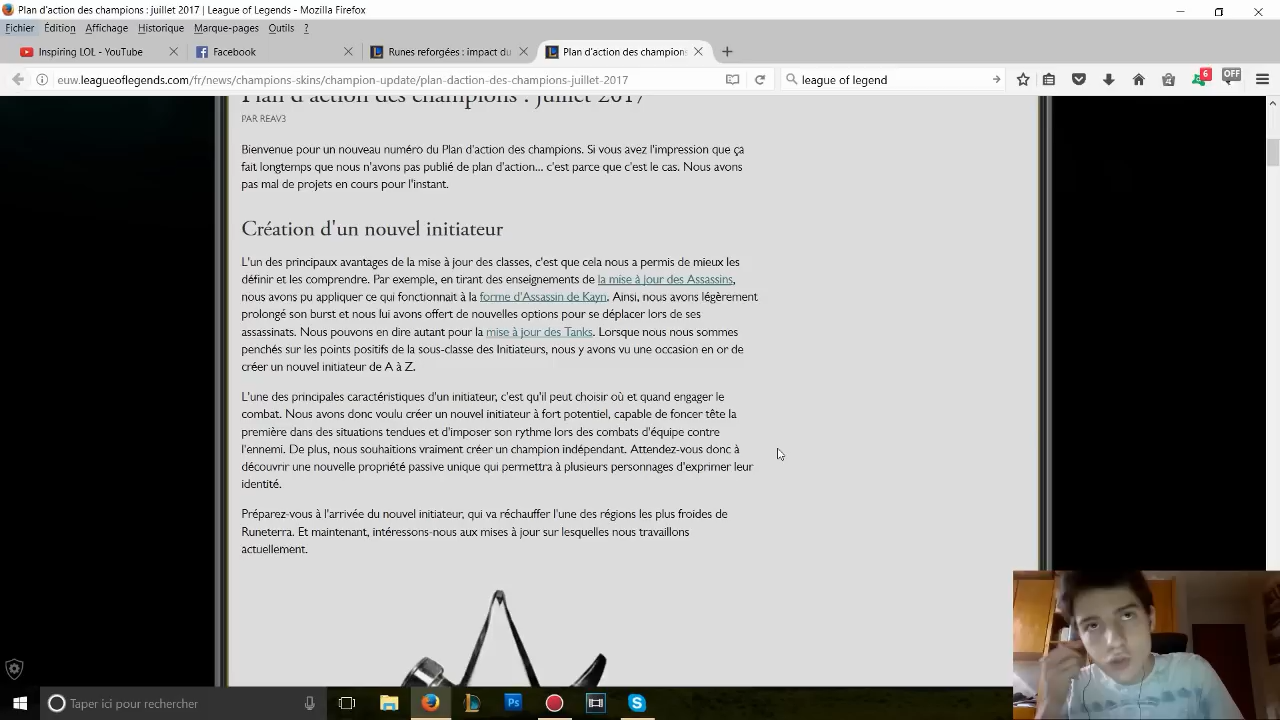 Plan d'action des champions : juillet 2017 | League of Legends - Mozilla Firefox
Fichier Édition Affichage Historique Marque-pages Outils ?
Inspiring LOL - YouTube
Facebook
Runes reforgées : impact du
Plan d'action des champions
euw.leagueoflegends.com/fr/news/champions-skins/champion-update/plan-daction-des-champions-juillet-2017
league of legend
6
OFF
Plan d'action des champions : juillet 2017
PAR REAV3
Bienvenue pour un nouveau numéro du Plan d'action des champions. Si vous avez l'impression que ça
fait longtemps que nous n'avons pas publié de plan d'action... c'est parce que c'est le cas. Nous avons
pas mal de projets en cours pour l'instant.
Création d'un nouvel initiateur
L'un des principaux avantages de la mise à jour des classes, c'est que cela nous a permis de mieux les
définir et les comprendre. Par exemple, en tirant des enseignements de la mise à jour des Assassins,
nous avons pu appliquer ce qui fonctionnait à la forme d'Assassin de Kayn. Ainsi, nous avons légèrement
prolongé son burst et nous lui avons offert de nouvelles options pour se déplacer lors de ses
assassinats. Nous pouvons en dire autant pour la mise à jour des Tanks. Lorsque nous nous sommes
penchés sur les points positifs de la sous-classe des Initiateurs, nous y avons vu une occasion en or de
créer un nouvel initiateur de A à Z.
L'une des principales caractéristiques d'un initiateur, c'est qu'il peut choisir où et quand engager le
combat. Nous avons donc voulu créer un nouvel initiateur à fort potentiel, capable de foncer tête la
première dans des situations tendues et d'imposer son rythme lors des combats d'équipe contre
l'ennemi. De plus, nous souhaitions vraiment créer un champion indépendant. Attendez-vous donc à
découvrir une nouvelle propriété passive unique qui permettra à plusieurs personnages d'exprimer leur
identité.
Préparez-vous à l'arrivée du nouvel initiateur, qui va réchauffer l'une des régions les plus froides de
Runeterra. Et maintenant, intéressons-nous aux mises à jour sur lesquelles nous travaillons
actuellement.
Taper ici pour rechercher